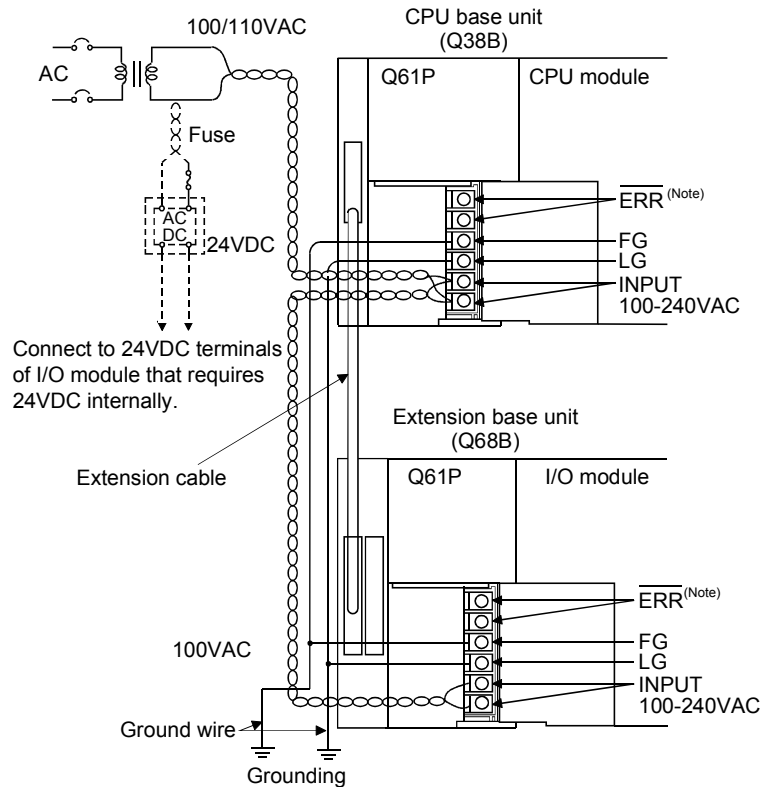 100/110VAC
AC
Fuse
AC
DC
24VDC
Connect to 24VDC terminals
of I/O module that requires
24VDC internally.
Extension cable
CPU base unit
(Q38B)
Q61P
CPU module
ERR (Note)
FG
LG
INPUT
100-240VAC
Extension base unit
(Q68B)
Q61P
I/O module
ERR (Note)
FG
LG
INPUT
100-240VAC
100VAC
Ground wire
Grounding